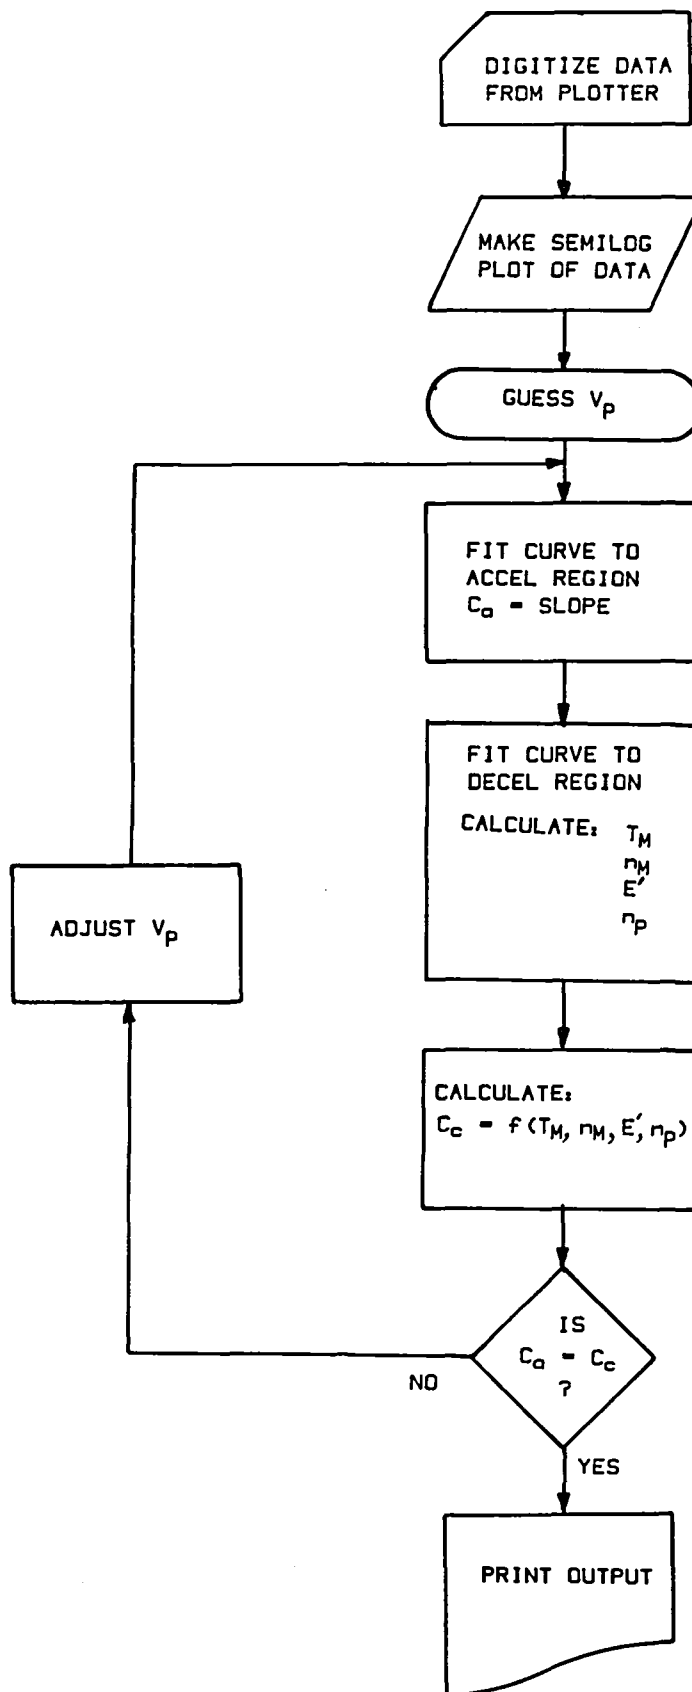 DIGITIZE DATA
FROM PLOTTER
MAKE SEMILOG
PLOT OF DATA
GUESS Vp
FIT CURVE TO
ACCEL REGION
Ca = SLOPE
FIT CURVE TO
DECEL REGION
CALCULATE: TM
nM
E′
np
ADJUST Vp
CALCULATE:
Cc = f(TM, nM, E′, np)
IS
Ca = Cc
?
NO
YES
PRINT OUTPUT